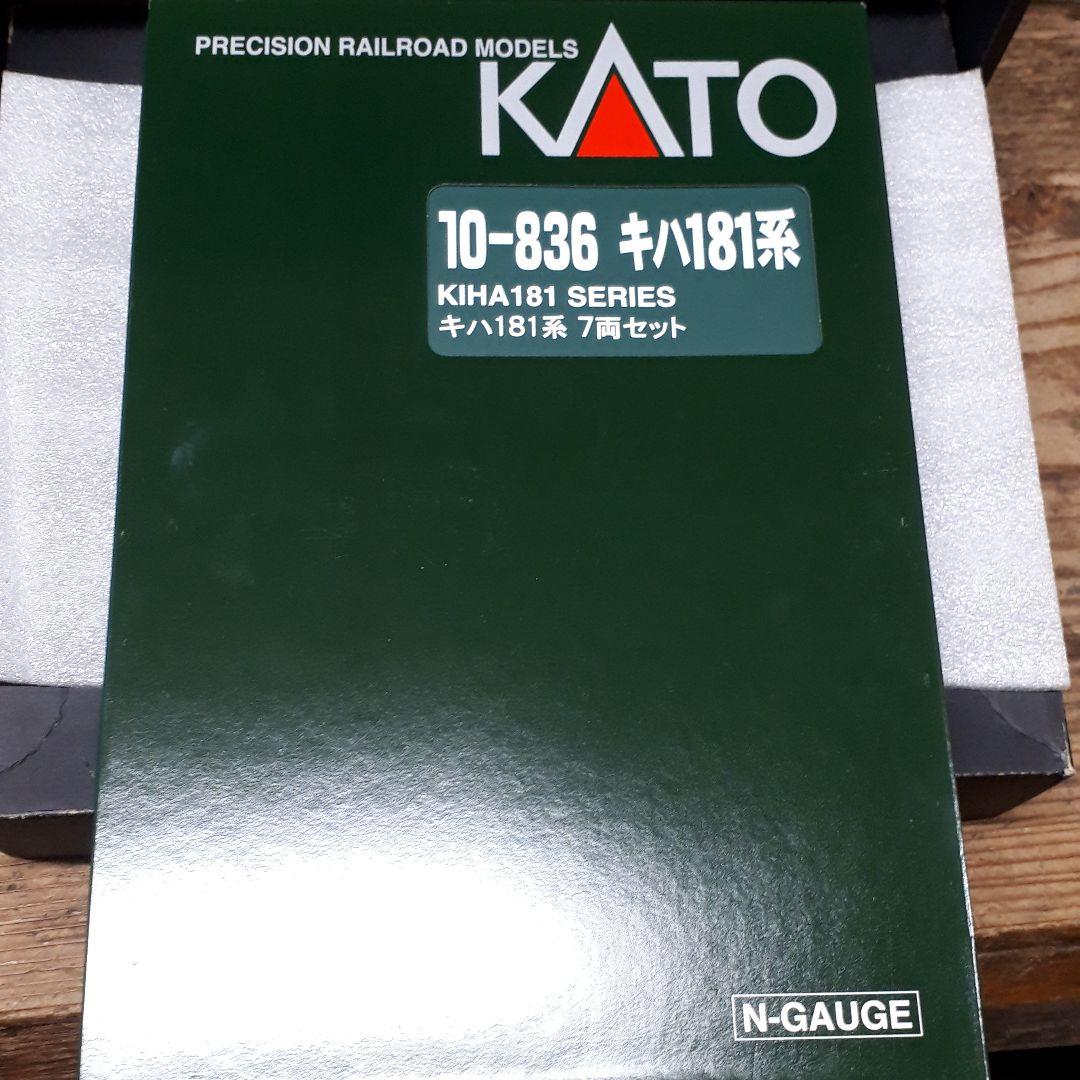 PRECISION RAILROAD MODELS
KATO
10-836 キハ181系
KIHA181 SERIES
キハ181系 7両セット
N-GAUGE